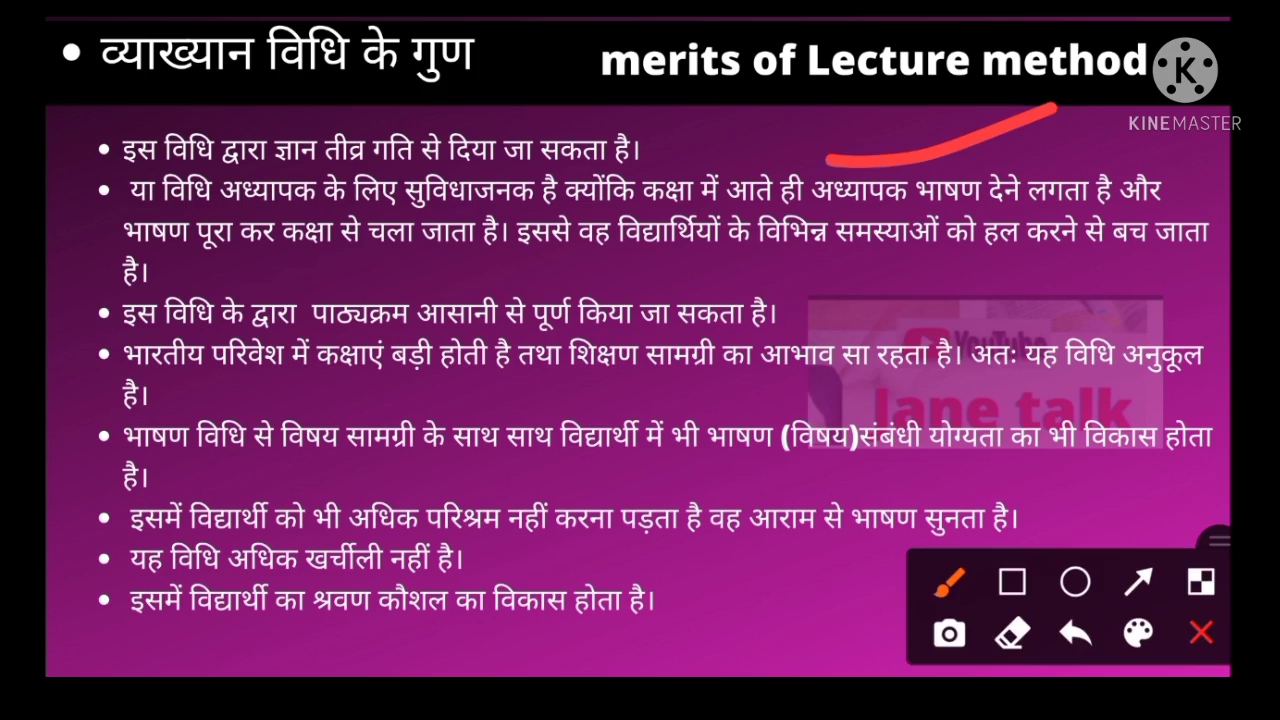 • व्याख्यान विधि के गुण merits of Lecture method
K
KINEMASTER
• इस विधि द्वारा ज्ञान तीव्र गति से दिया जा सकता है।
• या विधि अध्यापक के लिए सुविधाजनक है क्योंकि कक्षा में आते ही अध्यापक भाषण देने लगता है और
भाषण पूरा कर कक्षा से चला जाता है। इससे वह विद्यार्थियों के विभिन्न समस्याओं को हल करने से बच जाता
है।
• इस विधि के द्वारा पाठ्यक्रम आसानी से पूर्ण किया जा सकता है।
• भारतीय परिवेश में कक्षाएं बड़ी होती है तथा शिक्षण सामग्री का आभाव सा रहता है। अतः यह विधि अनुकूल
है।
YouTube
lane talk
• भाषण विधि से विषय सामग्री के साथ साथ विद्यार्थी में भी भाषण (विषय)संबंधी योग्यता का भी विकास होता
है।
• इसमें विद्यार्थी को भी अधिक परिश्रम नहीं करना पड़ता है वह आराम से भाषण सुनता है।
• यह विधि अधिक खर्चीली नहीं है।
• इसमें विद्यार्थी का श्रवण कौशल का विकास होता है।